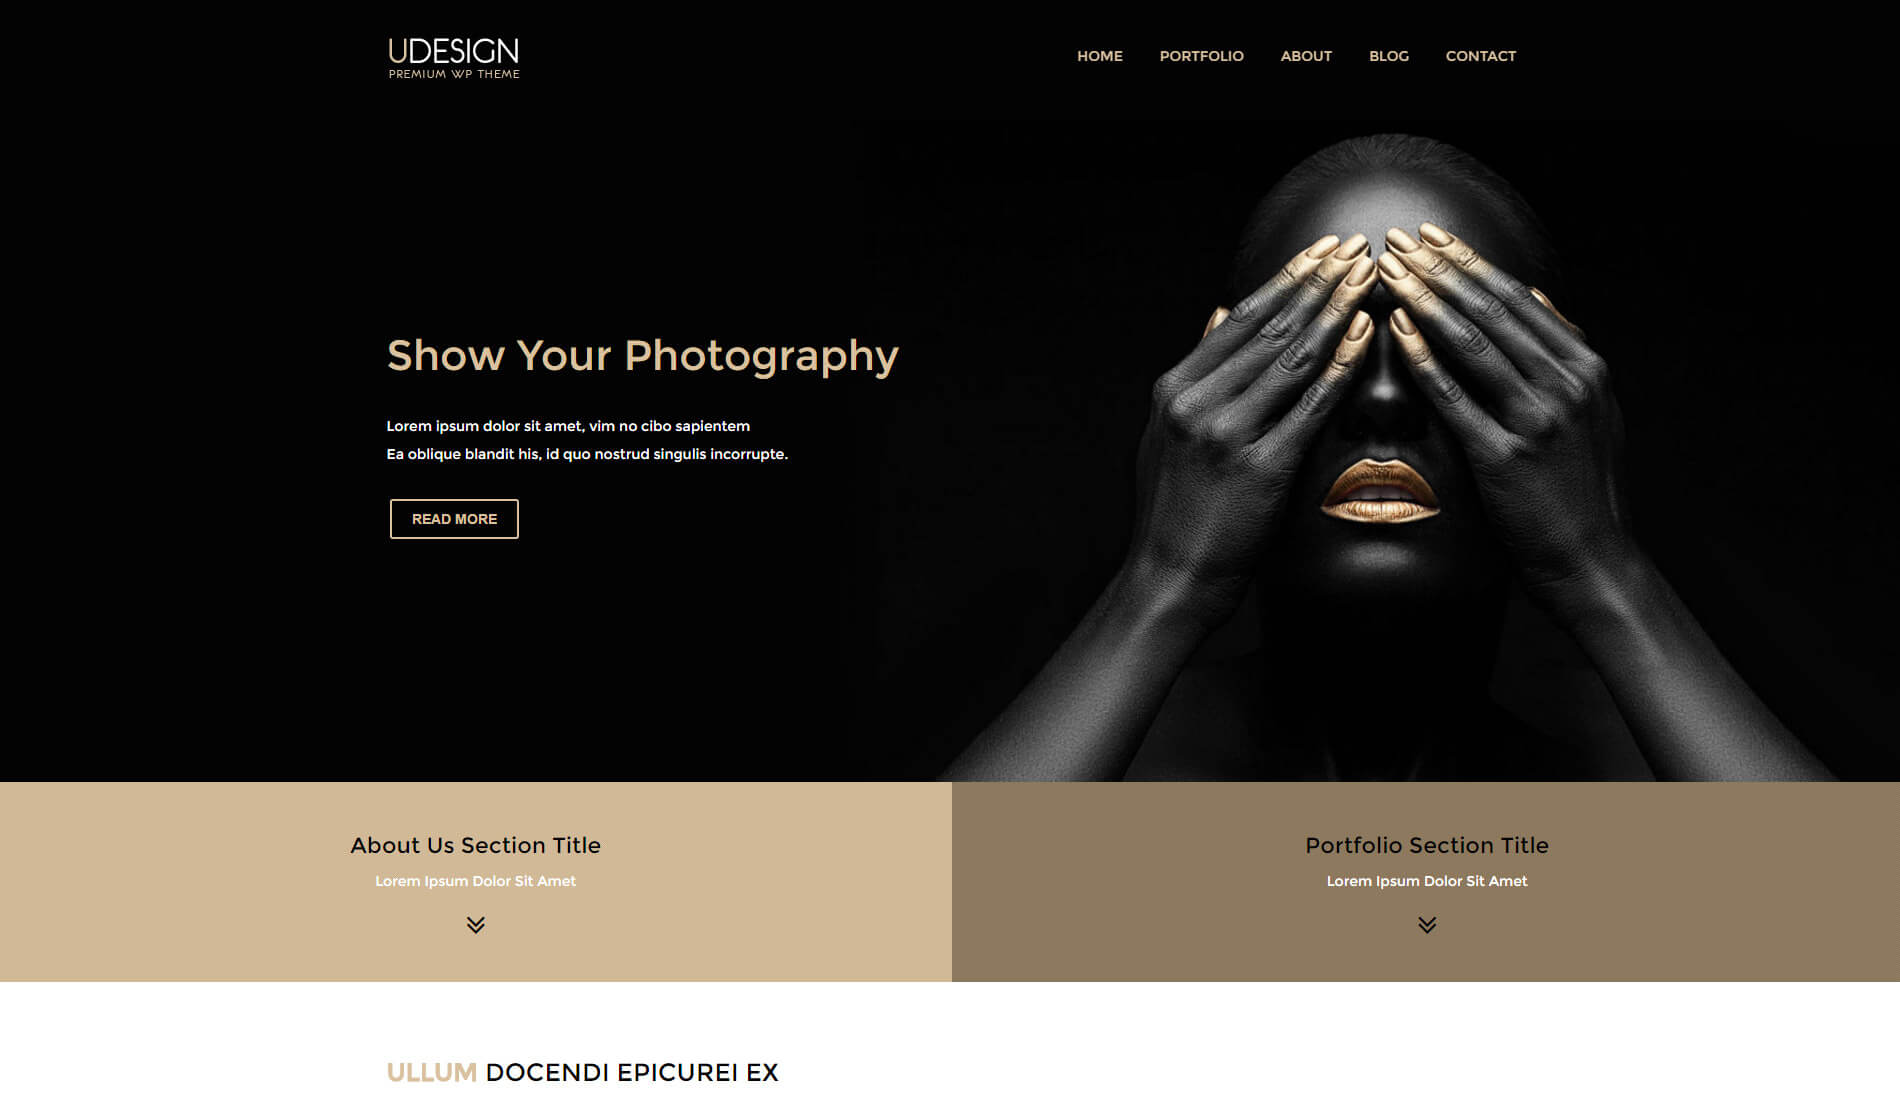 UDESIGN
PREMIUM WP THEME
HOME PORTFOLIO ABOUT BLOG CONTACT
Show Your Photography
Lorem ipsum dolor sit amet, vim no cibo sapientem
Ea oblique blandit his, id quo nostrud singulis incorrupte.
READ MORE
About Us Section Title
Lorem Ipsum Dolor Sit Amet
Portfolio Section Title
Lorem Ipsum Dolor Sit Amet
ULLUM DOCENDI EPICUREI EX